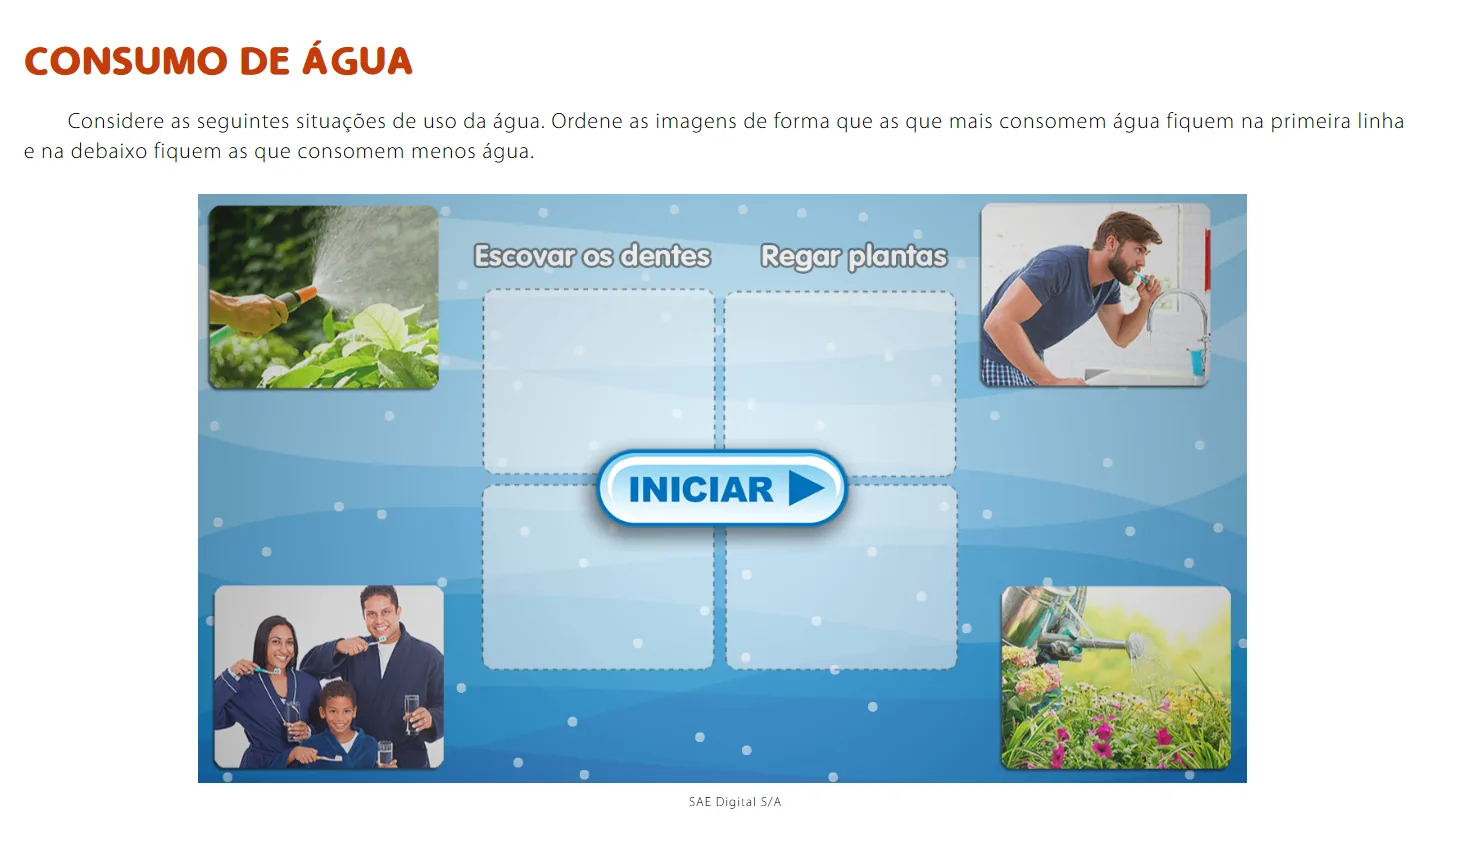 CONSUMO DE ÁGUA
Considere as seguintes situações de uso da água. Ordene as imagens de forma que as que mais consomem água fiquem na primeira linha
e na debaixo fiquem as que consomem menos água.
Escovar os dentes
Regar plantas
INICIAR
SAE Digital S/A